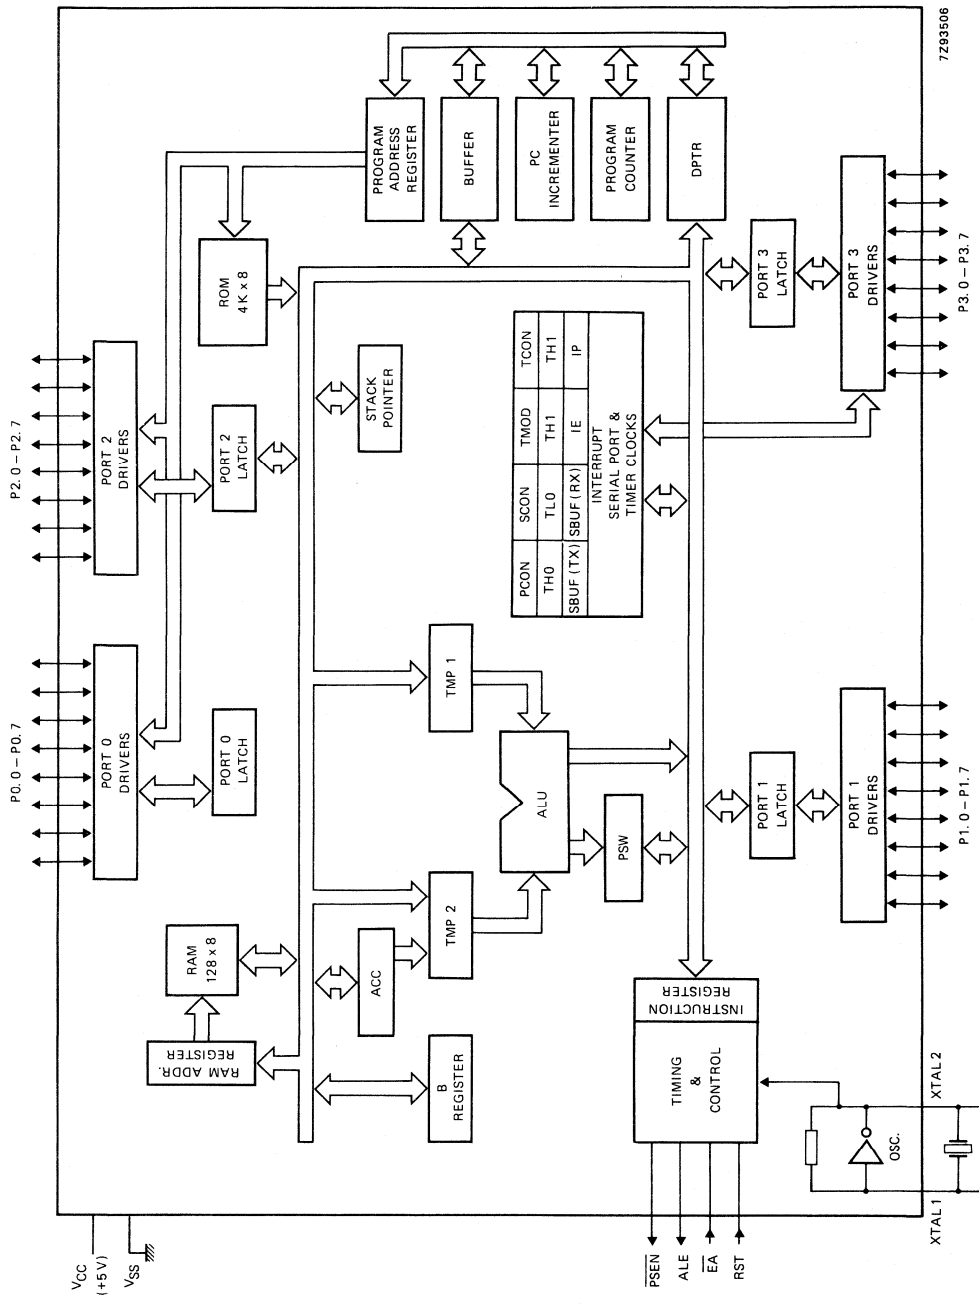 P0.0 – P0.7
P2.0 – P2.7
VCC
(+5 V)
VSS
PORT 0
DRIVERS
PORT 2
DRIVERS
RAM ADDR.
REGISTER
RAM
128 x 8
PORT 0
LATCH
PORT 2
LATCH
ROM
4K x 8
B
REGISTER
ACC
TMP 2
TMP 1
STACK
POINTER
PROGRAM
ADDRESS
REGISTER
BUFFER
PC
INCREMENTER
PROGRAM
COUNTER
DPTR
ALU
PSW
PCON
SCON
TMOD
TCON
TH0
TL0
TH1
TH1
SBUF (TX)
SBUF (RX)
IE
IP
INTERRUPT
SERIAL PORT &
TIMER CLOCKS
PSEN
ALE
EA
RST
TIMING
&
CONTROL
INSTRUCTION
REGISTER
PORT 1
LATCH
PORT 3
LATCH
PORT 1
DRIVERS
PORT 3
DRIVERS
OSC.
XTAL1
XTAL2
P1.0 – P1.7
P3.0 – P3.7
7Z93506